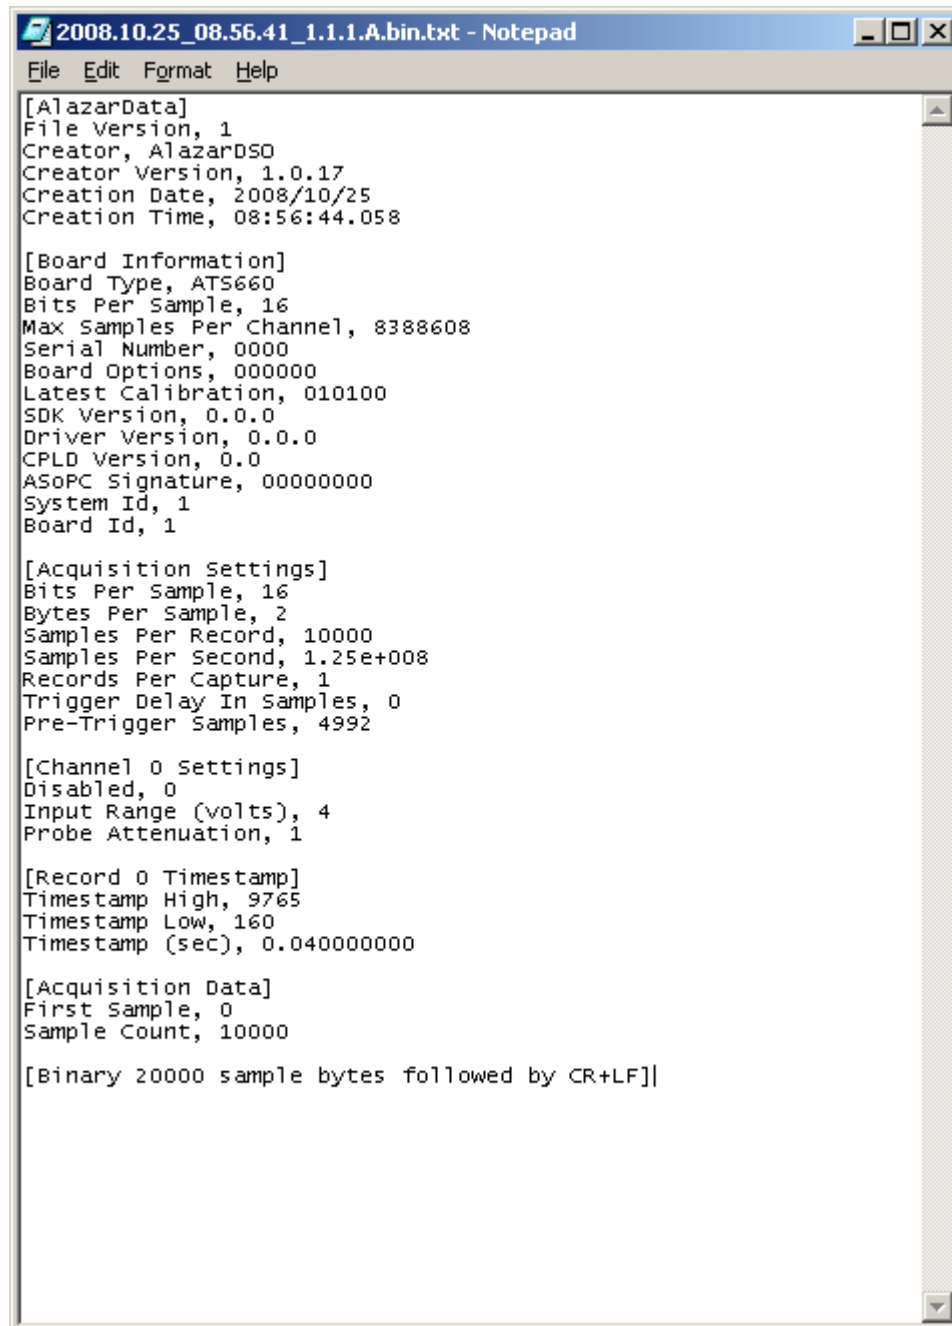 2008.10.25_08.56.41_1.1.1.A.bin.txt - Notepad
File Edit Format Help
[AlazarData]
File Version, 1
Creator, AlazarDSO
Creator Version, 1.0.17
Creation Date, 2008/10/25
Creation Time, 08:56:44.058
[Board Information]
Board Type, ATS660
Bits Per Sample, 16
Max Samples Per Channel, 8388608
Serial Number, 0000
Board Options, 000000
Latest Calibration, 010100
SDK Version, 0.0.0
Driver Version, 0.0.0
CPLD Version, 0.0
ASoPC Signature, 00000000
System Id, 1
Board Id, 1
[Acquisition Settings]
Bits Per Sample, 16
Bytes Per Sample, 2
Samples Per Record, 10000
Samples Per Second, 1.25e+008
Records Per Capture, 1
Trigger Delay In Samples, 0
Pre-Trigger Samples, 4992
[Channel 0 Settings]
Disabled, 0
Input Range (volts), 4
Probe Attenuation, 1
[Record 0 Timestamp]
Timestamp High, 9765
Timestamp Low, 160
Timestamp (sec), 0.040000000
[Acquisition Data]
First Sample, 0
Sample Count, 10000
[Binary 20000 sample bytes followed by CR+LF]